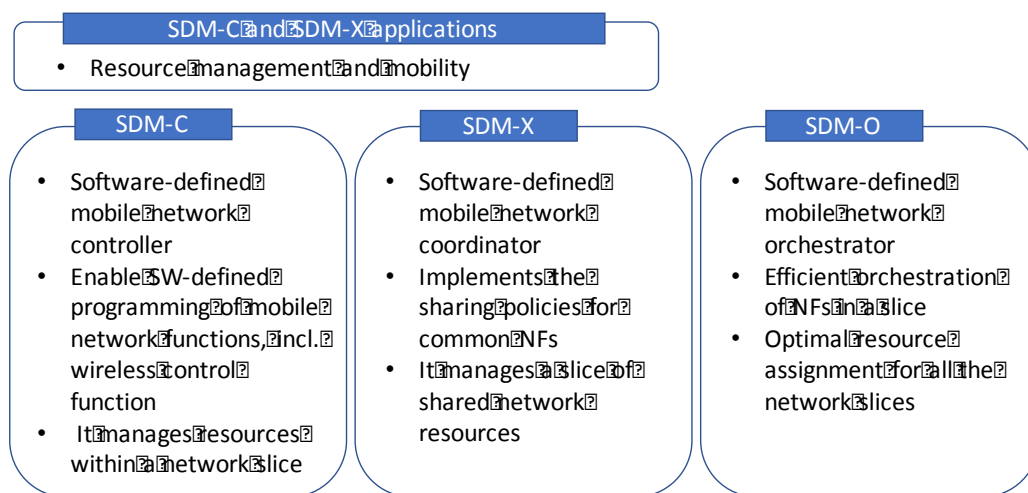 SDM-C and SDM-X applications
• Resource management and mobility
SDM-C
• Software-defined
mobile network
controller
• Enable SW-defined
programming of mobile
network functions, incl.
wireless control
function
• It manages resources
within a network slice
SDM-X
• Software-defined
mobile network
coordinator
• Implements the
sharing policies for
common NFs
• It manages a slice of
shared network
resources
SDM-O
• Software-defined
mobile network
orchestrator
• Efficient orchestration
of NFs in a slice
• Optimal resource
assignment for all the
network slices